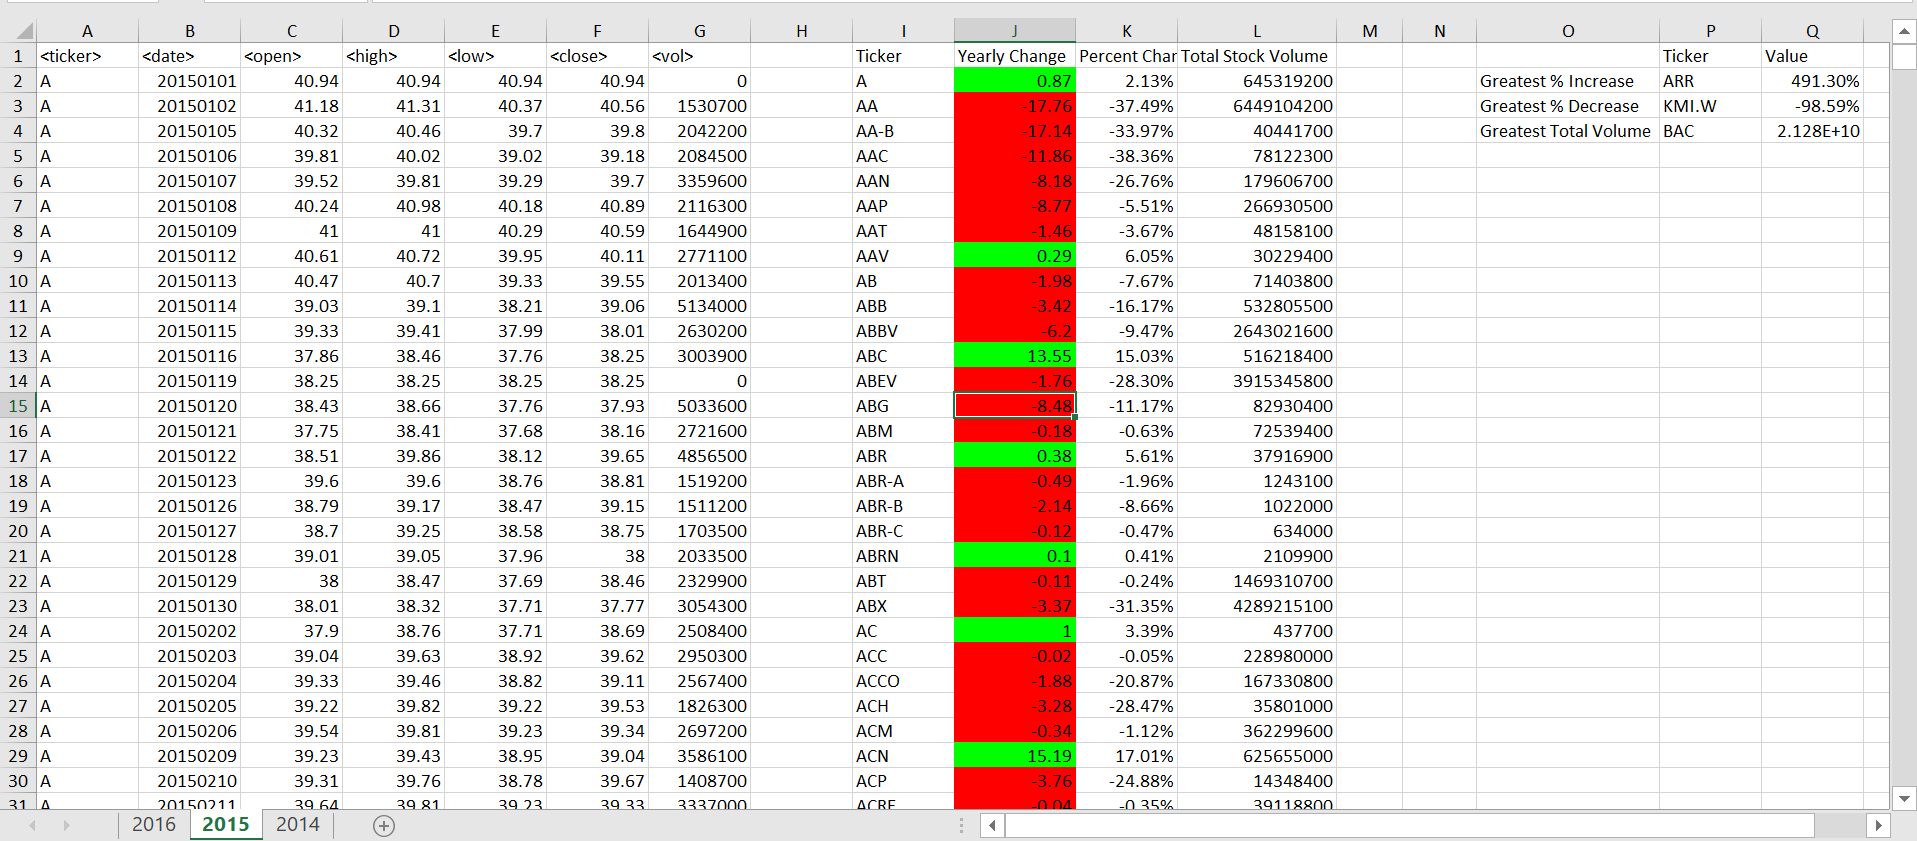 A B C D E F G H I J K L M N O P Q
1 <ticker> <date> <open> <high> <low> <close> <vol> Ticker Yearly Change Percent Char Total Stock Volume Ticker Value
2 A 20150101 40.94 40.94 40.94 40.94 0 A 0.87 2.13% 645319200 Greatest % Increase ARR 491.30%
3 A 20150102 41.18 41.31 40.37 40.56 1530700 AA -17.76 -37.49% 6449104200 Greatest % Decrease KMI.W -98.59%
4 A 20150105 40.32 40.46 39.7 39.8 2042200 AA-B -17.14 -33.97% 40441700 Greatest Total Volume BAC 2.128E+10
5 A 20150106 39.81 40.02 39.02 39.18 2084500 AAC -11.86 -38.36% 78122300
6 A 20150107 39.52 39.81 39.29 39.7 3359600 AAN -8.18 -26.76% 179606700
7 A 20150108 40.24 40.98 40.18 40.89 2116300 AAP -8.77 -5.51% 266930500
8 A 20150109 41 41 40.29 40.59 1644900 AAT -1.46 -3.67% 48158100
9 A 20150112 40.61 40.72 39.95 40.11 2771100 AAV 0.29 6.05% 30229400
10 A 20150113 40.47 40.7 39.33 39.55 2013400 AB -1.98 -7.67% 71403800
11 A 20150114 39.03 39.1 38.21 39.06 5134000 ABB -3.42 -16.17% 532805500
12 A 20150115 39.33 39.41 37.99 38.01 2630200 ABBV -6.2 -9.47% 2643021600
13 A 20150116 37.86 38.46 37.76 38.25 3003900 ABC 13.55 15.03% 516218400
14 A 20150119 38.25 38.25 38.25 38.25 0 ABEV -1.76 -28.30% 3915345800
15 A 20150120 38.43 38.66 37.76 37.93 5033600 ABG -8.48 -11.17% 82930400
16 A 20150121 37.75 38.41 37.68 38.16 2721600 ABM -0.18 -0.63% 72539400
17 A 20150122 38.51 39.86 38.12 39.65 4856500 ABR 0.38 5.61% 37916900
18 A 20150123 39.6 39.6 38.76 38.81 1519200 ABR-A -0.49 -1.96% 1243100
19 A 20150126 38.79 39.17 38.47 39.15 1511200 ABR-B -2.14 -8.66% 1022000
20 A 20150127 38.7 39.25 38.58 38.75 1703500 ABR-C -0.12 -0.47% 634000
21 A 20150128 39.01 39.05 37.96 38 2033500 ABRN 0.1 0.41% 2109900
22 A 20150129 38 38.47 37.69 38.46 2329900 ABT -0.11 -0.24% 1469310700
23 A 20150130 38.01 38.32 37.71 37.77 3054300 ABX -3.37 -31.35% 4289215100
24 A 20150202 37.9 38.76 37.71 38.69 2508400 AC 1 3.39% 437700
25 A 20150203 39.04 39.63 38.92 39.62 2950300 ACC -0.02 -0.05% 228980000
26 A 20150204 39.33 39.46 38.82 39.11 2567400 ACCO -1.88 -20.87% 167330800
27 A 20150205 39.22 39.82 39.22 39.53 1826300 ACH -3.28 -28.47% 35801000
28 A 20150206 39.54 39.81 39.23 39.34 2697200 ACM -0.34 -1.12% 362299600
29 A 20150209 39.23 39.43 38.95 39.04 3586100 ACN 15.19 17.01% 625655000
30 A 20150210 39.31 39.76 38.78 39.67 1408700 ACP -3.76 -24.88% 14348400
31 A 20150211 39.64 39.81 39.23 39.33 3337000 ACRE -0.04 -0.35% 39118800
2016 2015 2014